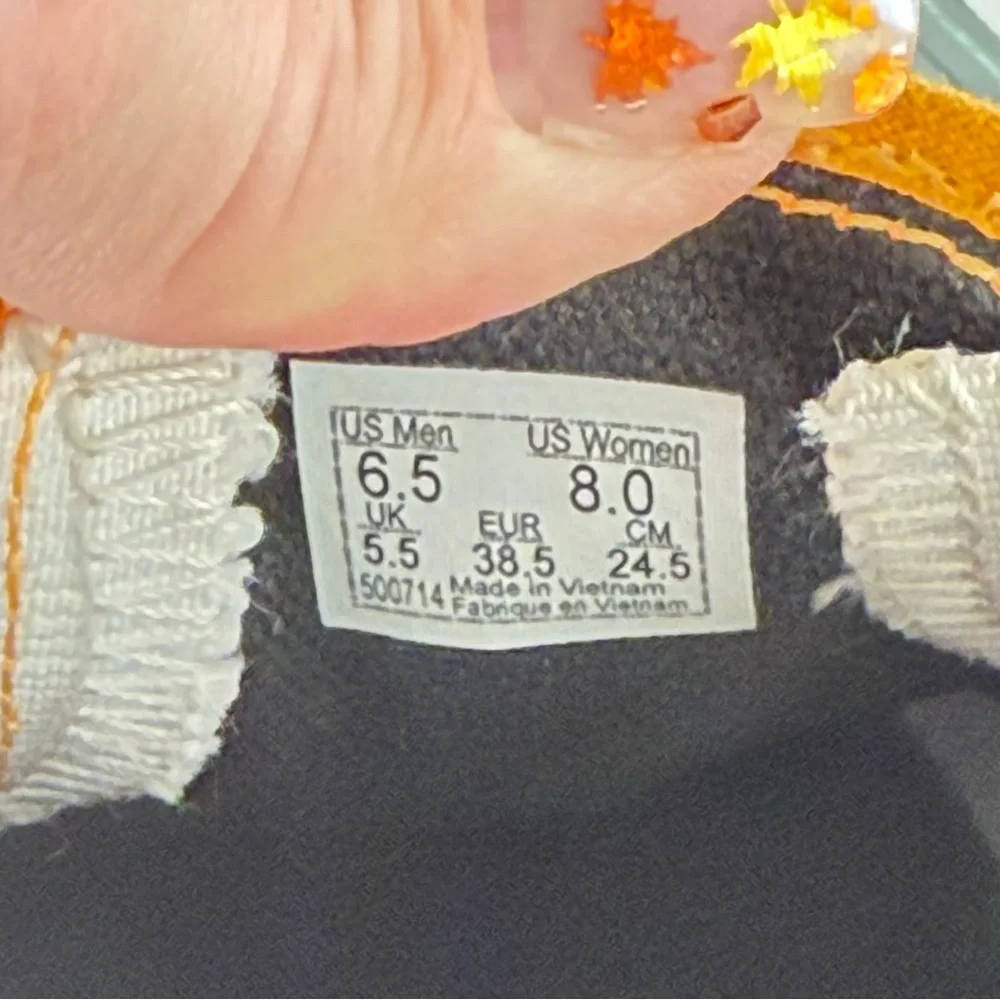 US Men US Women
6.5 8.0
UK EUR CM
5.5 38.5 24.5
500714 Made in Vietnam
Fabriqué en Vietnam